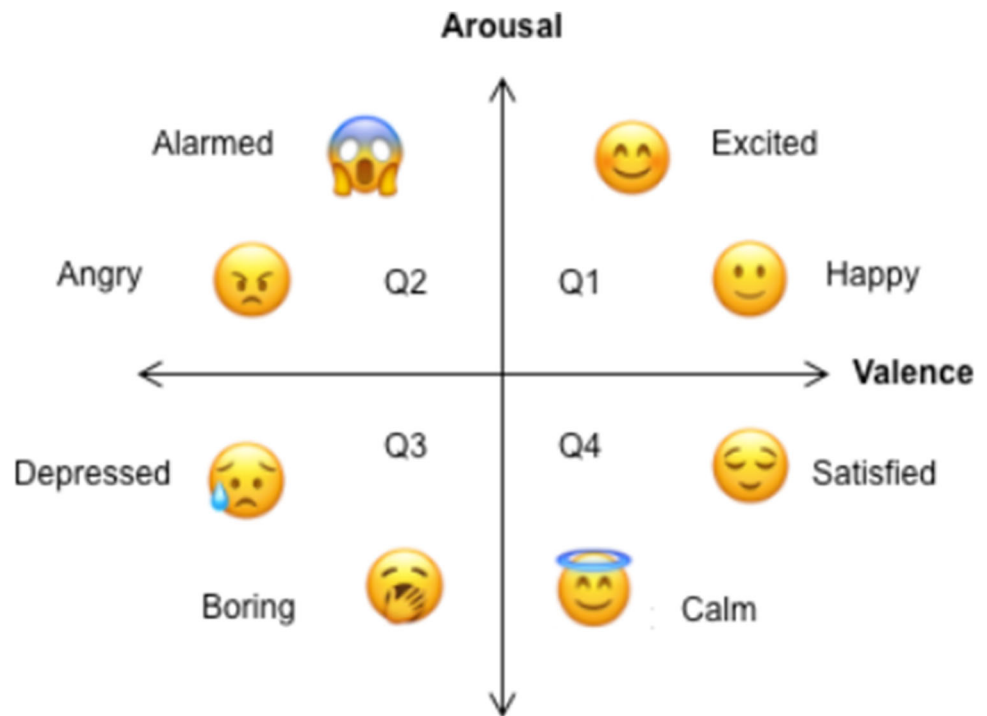 Arousal
Alarmed
Excited
Angry
Q2
Q1
Happy
Valence
Q3
Q4
Depressed
Satisfied
Boring
Calm